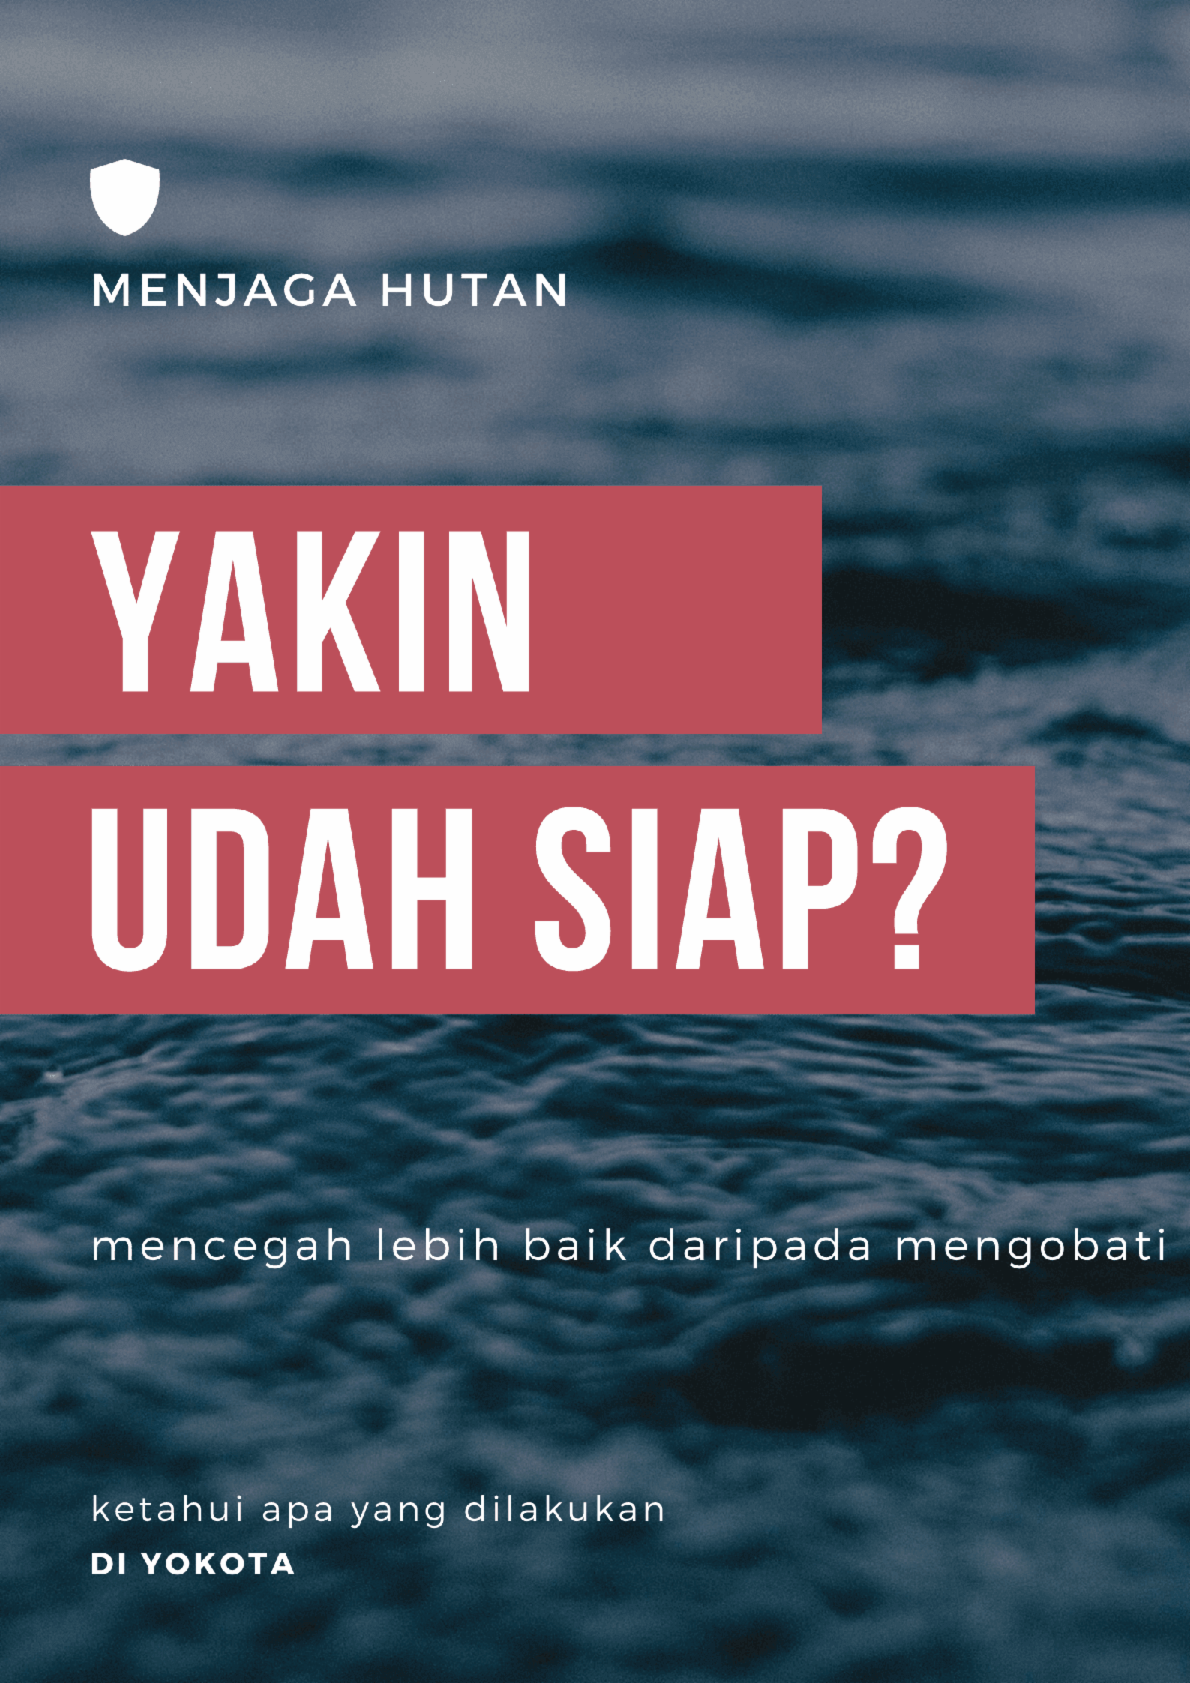 MENJAGA HUTAN
YAKIN
UDAH SIAP?
mencegah lebih baik daripada mengobati
ketahui apa yang dilakukan
DI YOKOTA